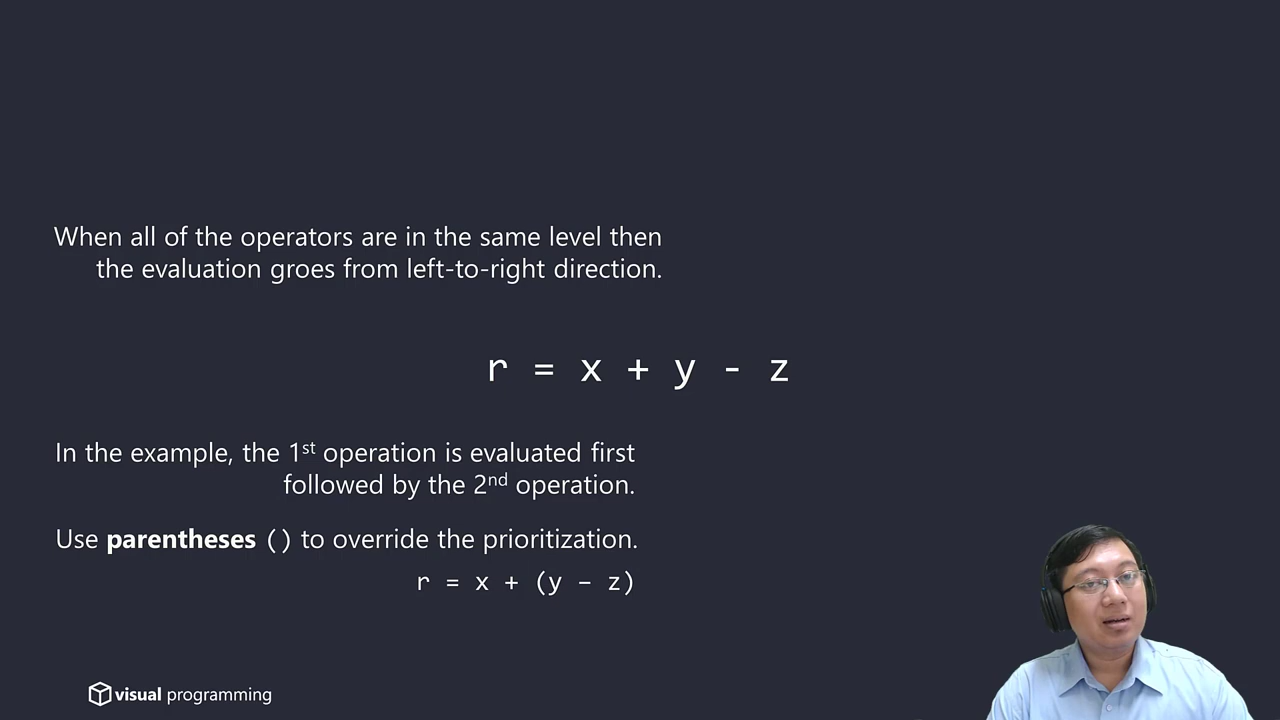 When all of the operators are in the same level then
the evaluation groes from left-to-right direction.
r = x + y - z
In the example, the 1st operation is evaluated first
followed by the 2nd operation.
Use parentheses () to override the prioritization.
r = x + (y – z)
visual programming